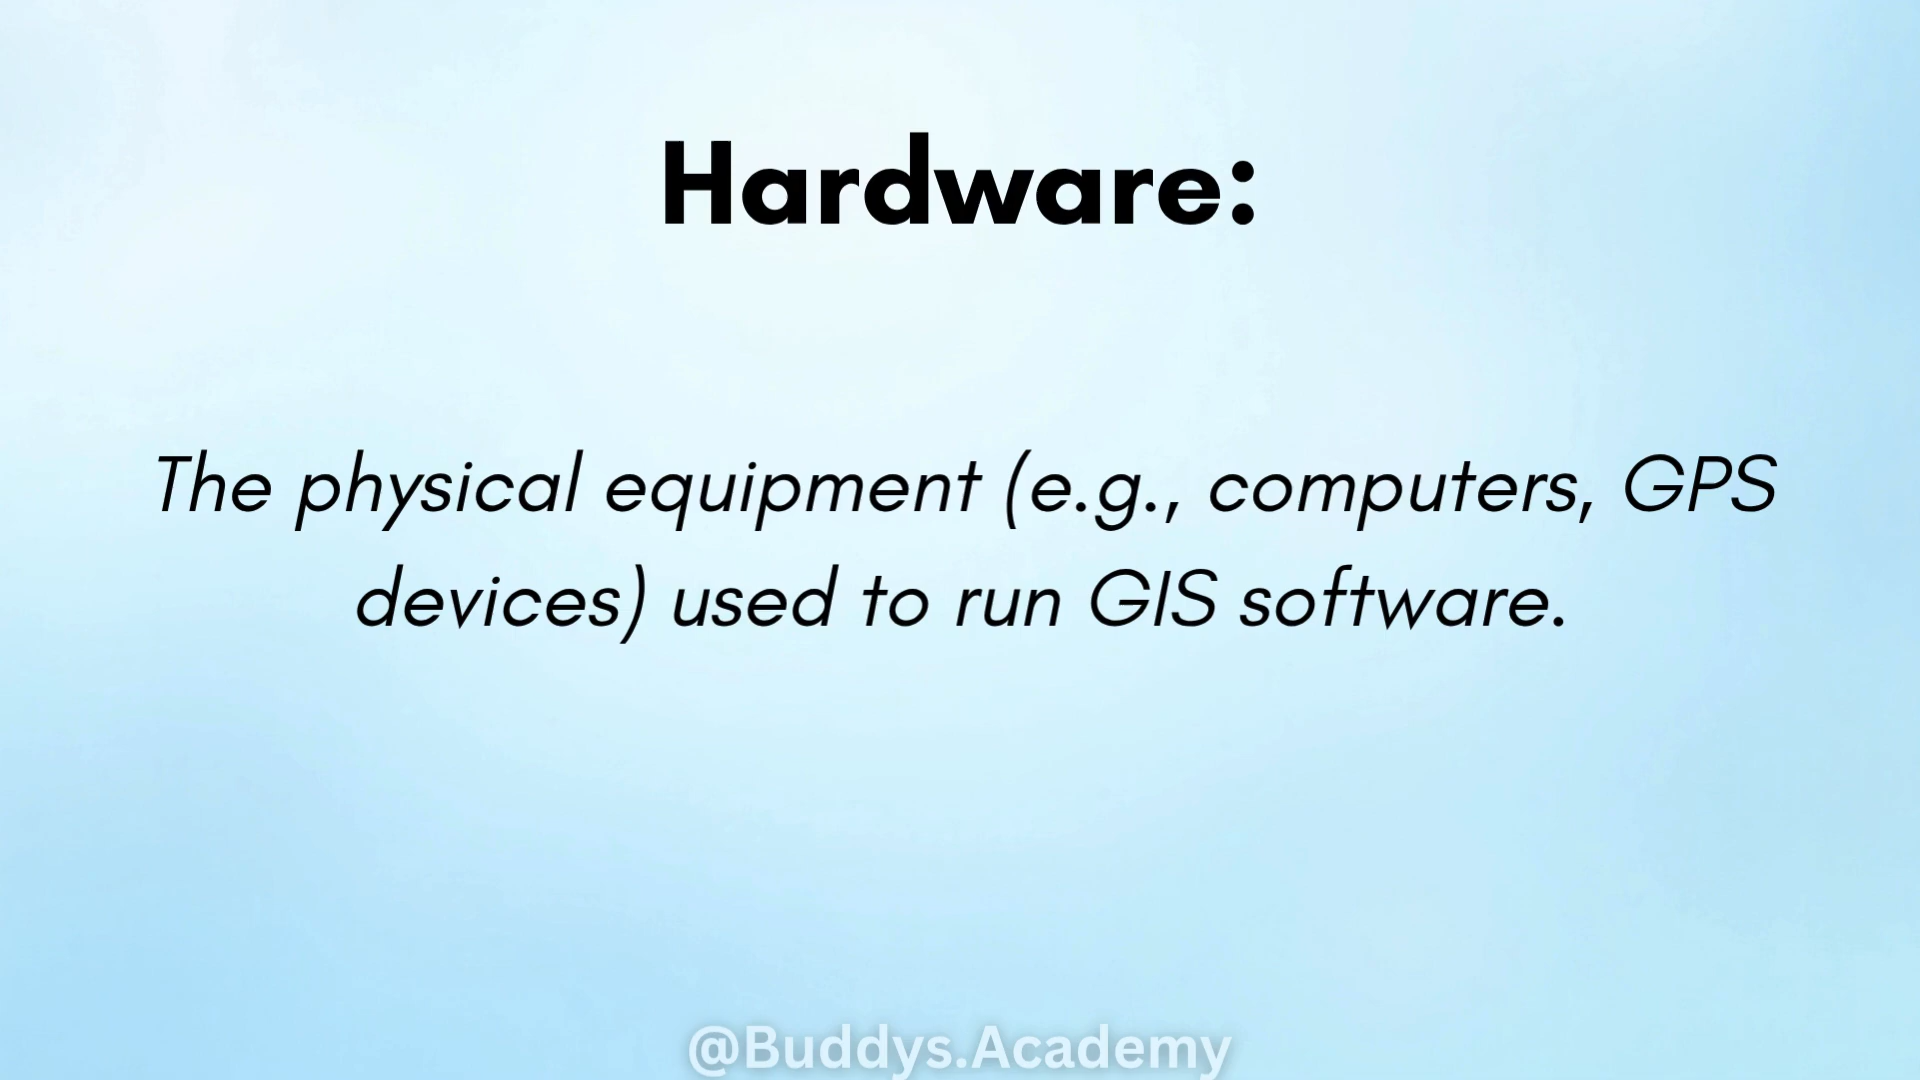 Hardware:
The physical equipment (e.g., computers, GPS
devices) used to run GIS software.
@Buddys.Academy